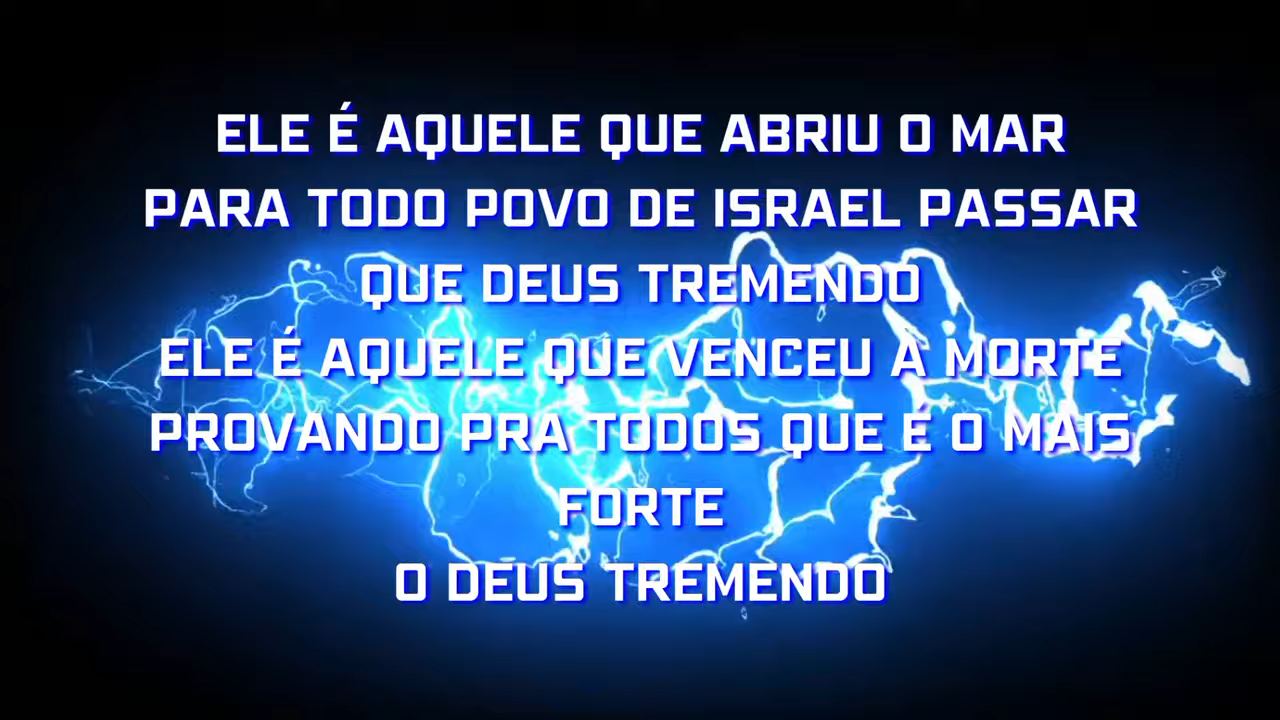 ELE É AQUELE QUE ABRIU O MAR
PARA TODO POVO DE ISRAEL PASSAR
QUE DEUS TREMENDO
ELE É AQUELE QUE VENCEU A MORTE
PROVANDO PRA TODOS QUE É O MAIS
FORTE
O DEUS TREMENDO